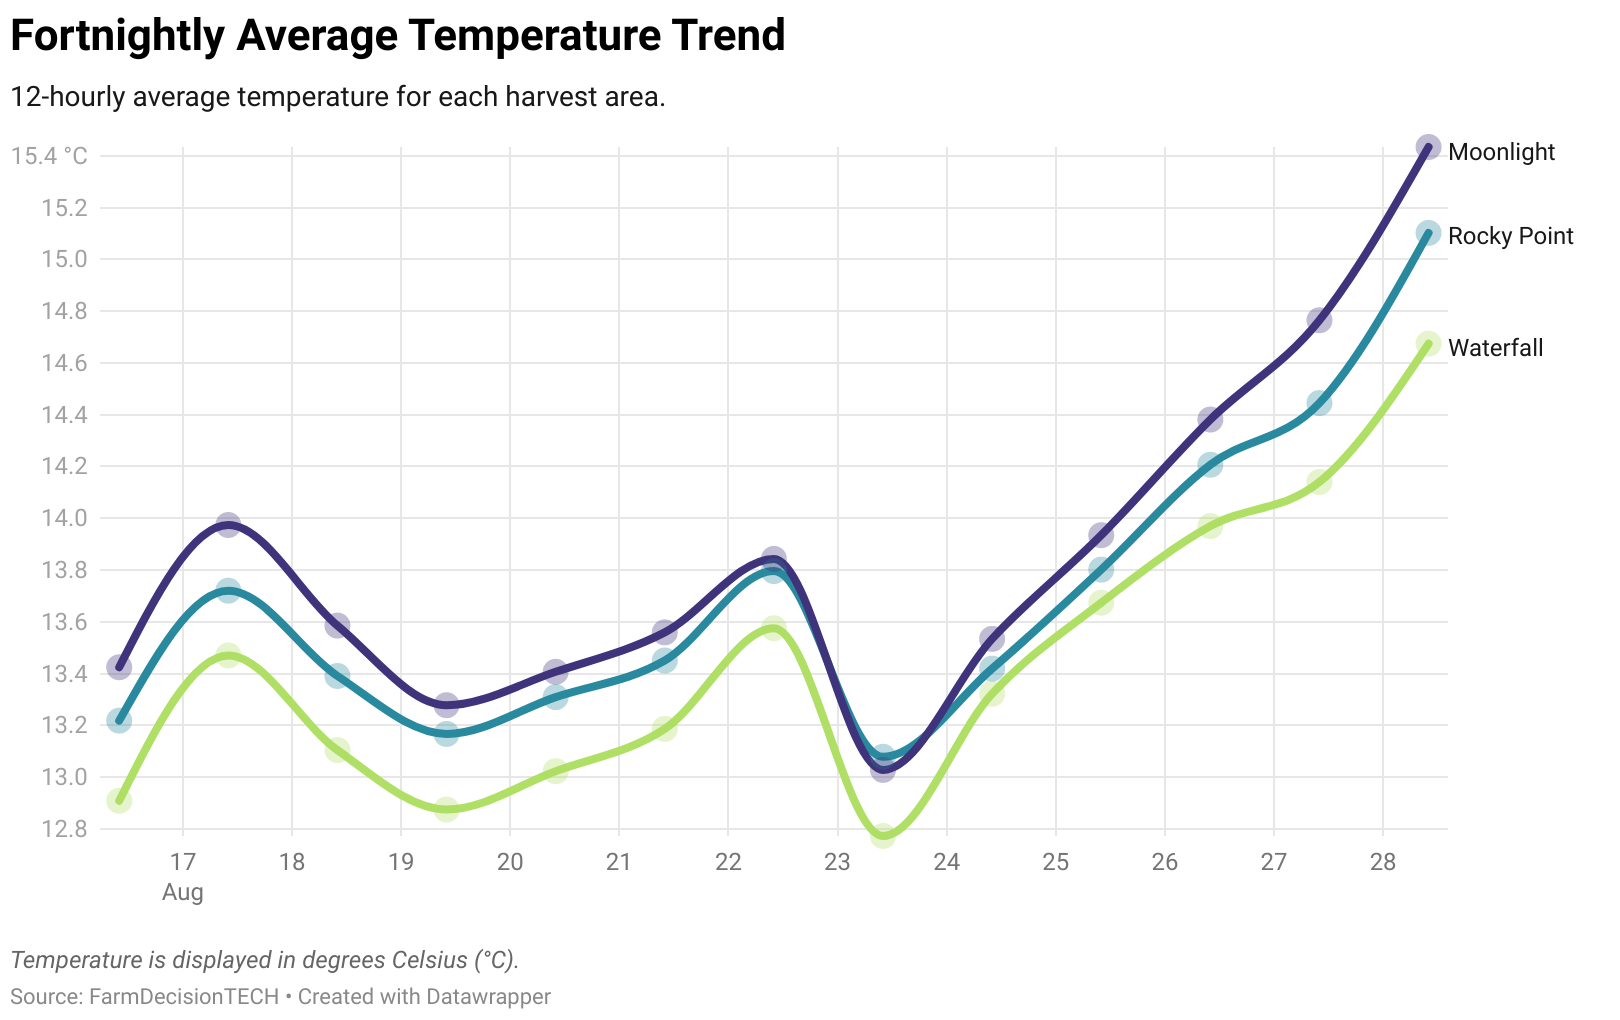 Fortnightly Average Temperature Trend
12-hourly average temperature for each harvest area.
15.4 °C
15.2
15.0
14.8
14.6
14.4
14.2
14.0
13.8
13.6
13.4
13.2
13.0
12.8
Moonlight
Rocky Point
Waterfall
17 18 19 20 21 22 23 24 25 26 27 28
Aug
Temperature is displayed in degrees Celsius (°C).
Source: FarmDecisionTECH • Created with Datawrapper